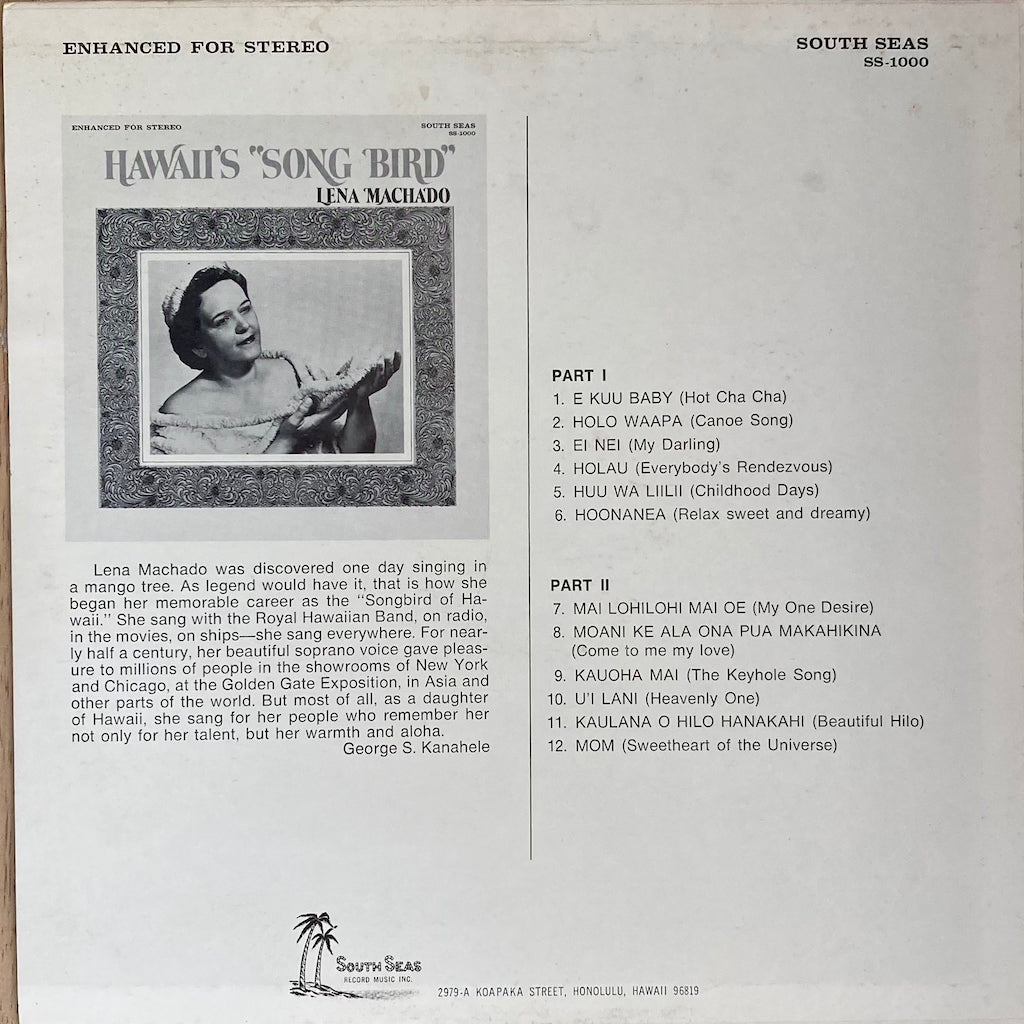 ENHANCED FOR STEREO
SOUTH SEAS
SS-1000
ENHANCED FOR STEREO
SOUTH SEAS
SS-1000
HAWAII'S "SONG BIRD"
LENA MACHADO
Lena Machado was discovered one day singing in
a mango tree. As legend would have it, that is how she
began her memorable career as the "Songbird of Ha-
waii." She sang with the Royal Hawaiian Band, on radio,
in the movies, on ships—she sang everywhere. For near-
ly half a century, her beautiful soprano voice gave pleas-
ure to millions of people in the showrooms of New York
and Chicago, at the Golden Gate Exposition, in Asia and
other parts of the world. But most of all, as a daughter
of Hawaii, she sang for her people who remember her
not only for her talent, but her warmth and aloha.
George S. Kanahele
PART I
1. E KUU BABY (Hot Cha Cha)
2. HOLO WAAPA (Canoe Song)
3. EI NEI (My Darling)
4. HOLAU (Everybody's Rendezvous)
5. HUU WA LIILII (Childhood Days)
6. HOONANEA (Relax sweet and dreamy)
PART II
7. MAI LOHILOHI MAI OE (My One Desire)
8. MOANI KE ALA ONA PUA MAKAHIKINA
(Come to me my love)
9. KAUOHA MAI (The Keyhole Song)
10. U'I LANI (Heavenly One)
11. KAULANA O HILO HANAKAHI (Beautiful Hilo)
12. MOM (Sweetheart of the Universe)
SOUTH SEAS
RECORD MUSIC INC.
2979-A KOAPAKA STREET, HONOLULU, HAWAII 96819